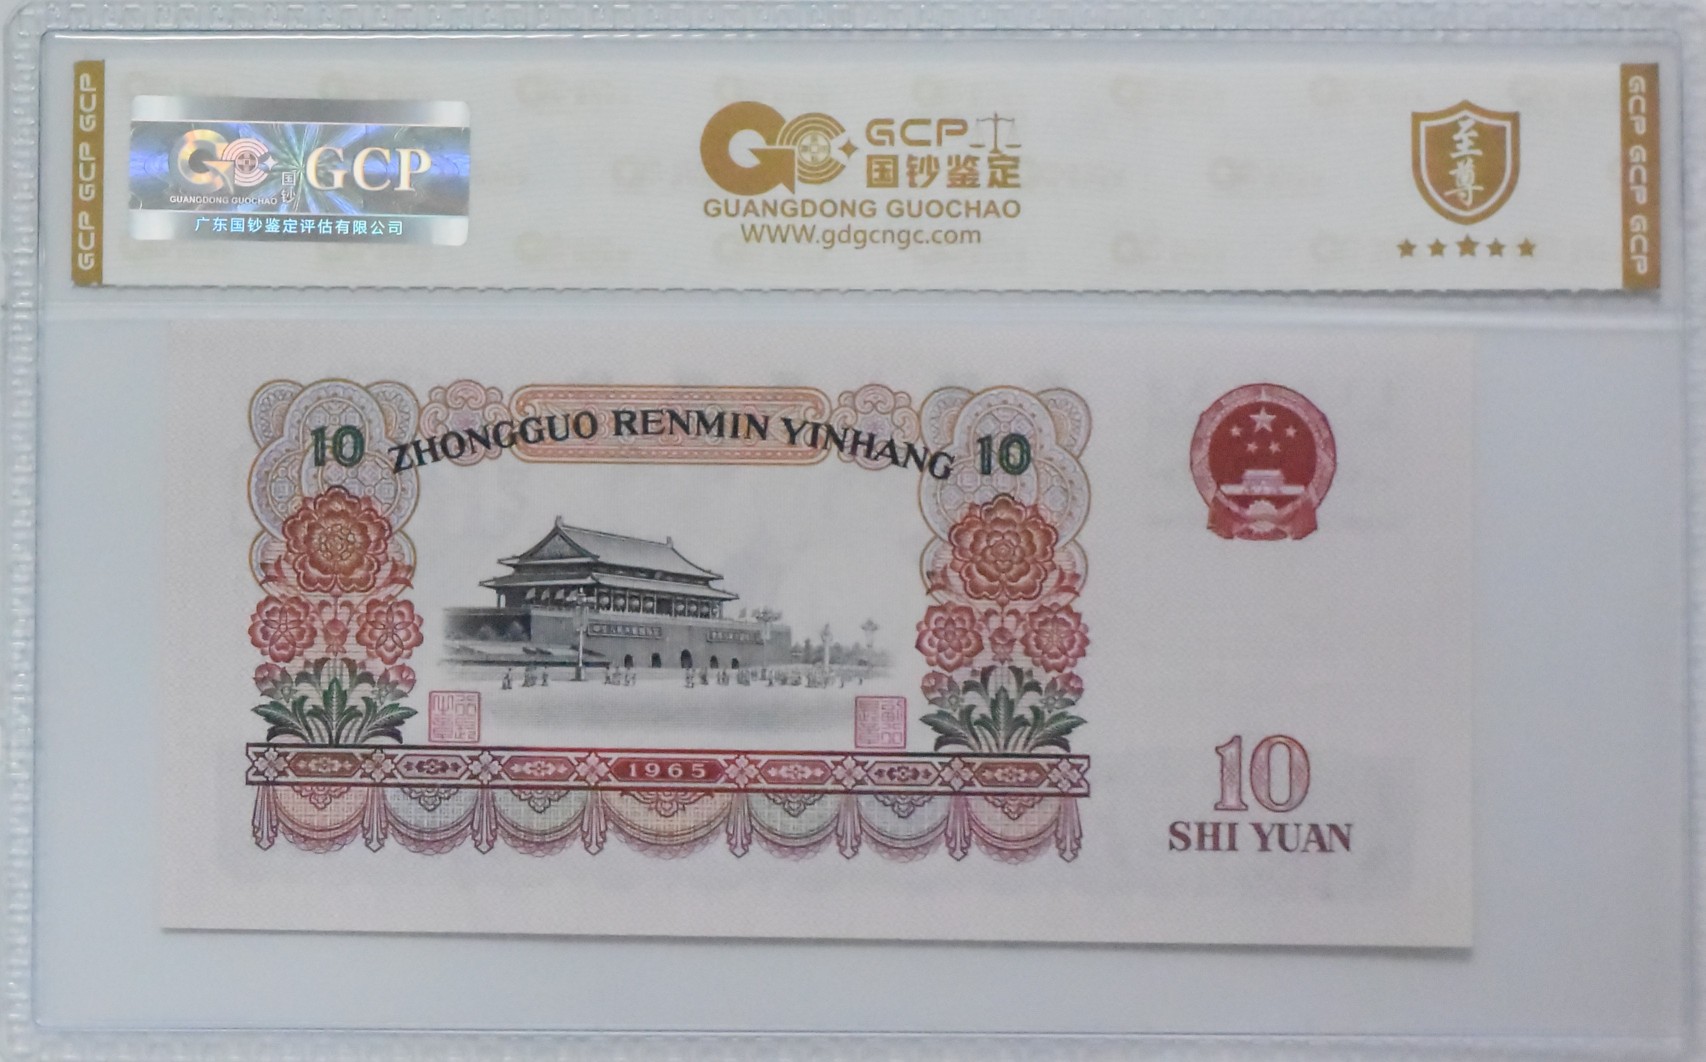 GCP GCP GCP
GUANGDONG GUOCHAO
国钞
GCP
广东国钞鉴定评估有限公司
GCP
国钞鉴定
GUANGDONG GUOCHAO
WWW.gdgcngc.com
至尊
GCP GCP GCP
10 ZHONGGUO RENMIN YINHANG 10
1965
10
SHI YUAN